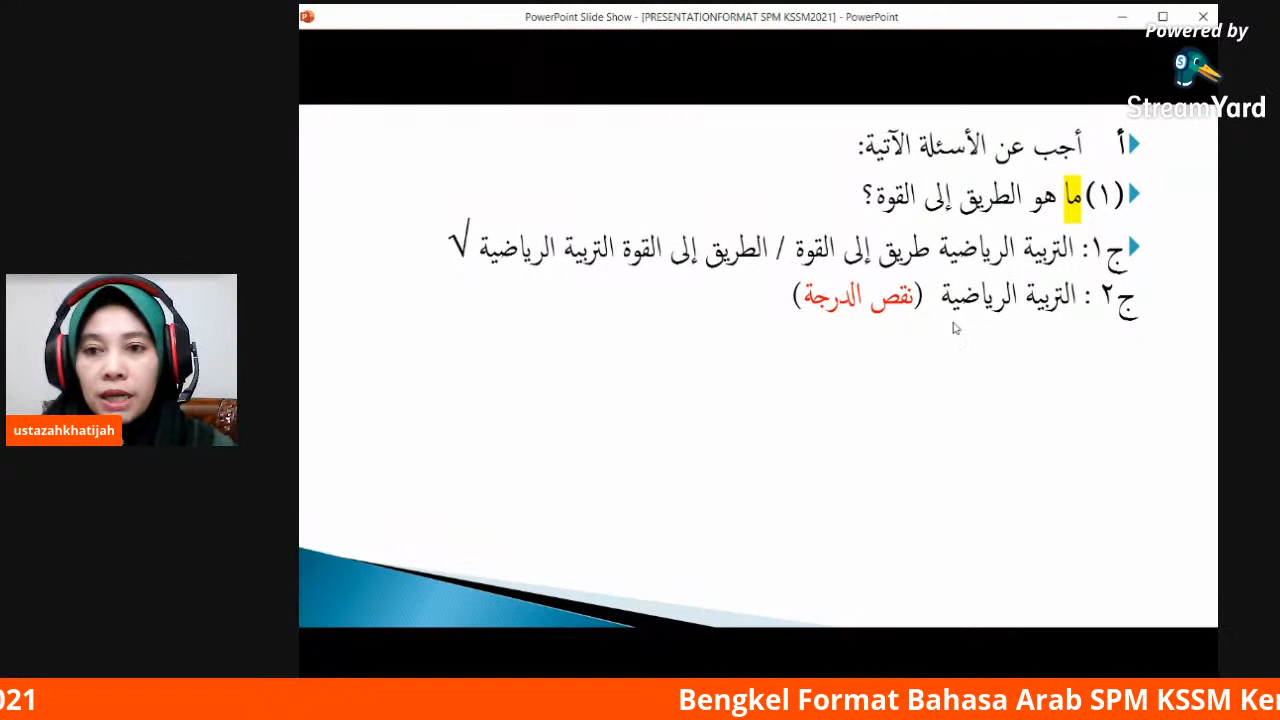 PowerPoint Slide Show - [PRESENTATIONFORMAT SPM KSSM2021] - PowerPoint
Powered by
StreamYard
أ أجب عن الأسئلة الآتية:
(١) ما هو الطريق إلى القوة؟
ج١: التربية الرياضية طريق إلى القوة / الطريق إلى القوة التربية الرياضية √
ج٢ : التربية الرياضية (نقص الدرجة)
ustazahkhatijah
021 Bengkel Format Bahasa Arab SPM KSSM Ker